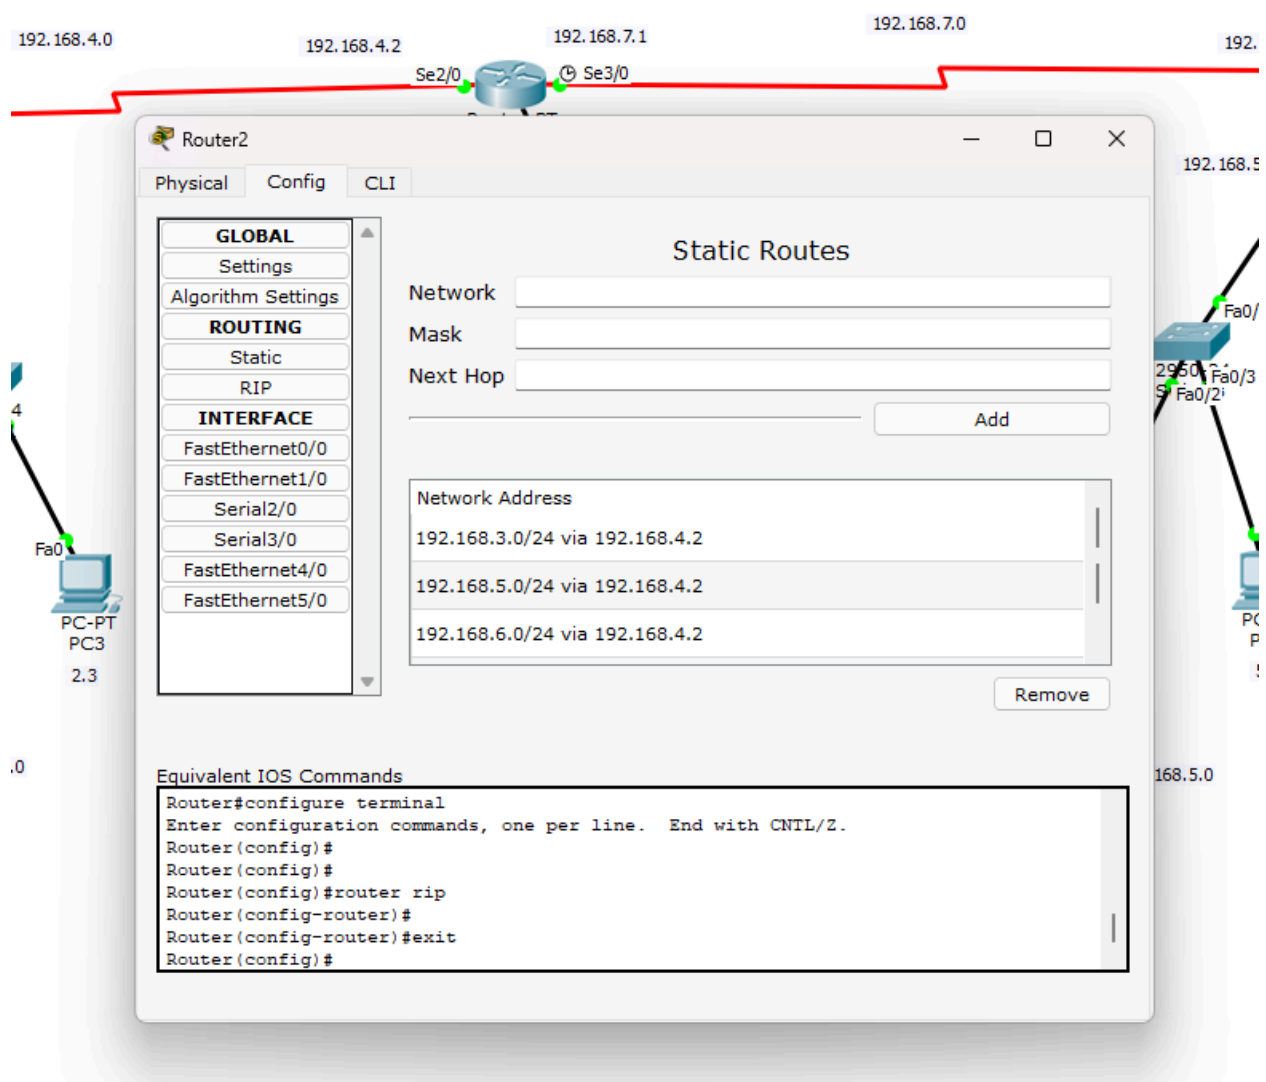 192.168.4.0
192.168.4.2
192.168.7.1
192.168.7.0
192.
Se2/0
Se3/0
Router2
Physical Config CLI
192.168.5
GLOBAL
Settings
Algorithm Settings
ROUTING
Static
RIP
INTERFACE
FastEthernet0/0
FastEthernet1/0
Serial2/0
Serial3/0
FastEthernet4/0
FastEthernet5/0
Static Routes
Network
Mask
Next Hop
Add
Network Address
192.168.3.0/24 via 192.168.4.2
192.168.5.0/24 via 192.168.4.2
192.168.6.0/24 via 192.168.4.2
Remove
Equivalent IOS Commands
Router#configure terminal
Enter configuration commands, one per line. End with CNTL/Z.
Router(config)#
Router(config)#
Router(config)#router rip
Router(config-router)#
Router(config-router)#exit
Router(config)#
4
Fa0
PC-PT
PC3
2.3
.0
Fa0/
Fa0/3
Fa0/2
168.5.0